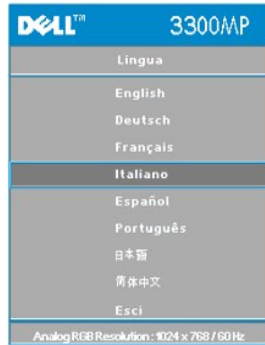 DELL™ 3300MP
Lingua
English
Deutsch
Français
Italiano
Español
Português
日本語
简体中文
Esci
Analog RGB Resolution : 1024 x 768 / 60 Hz